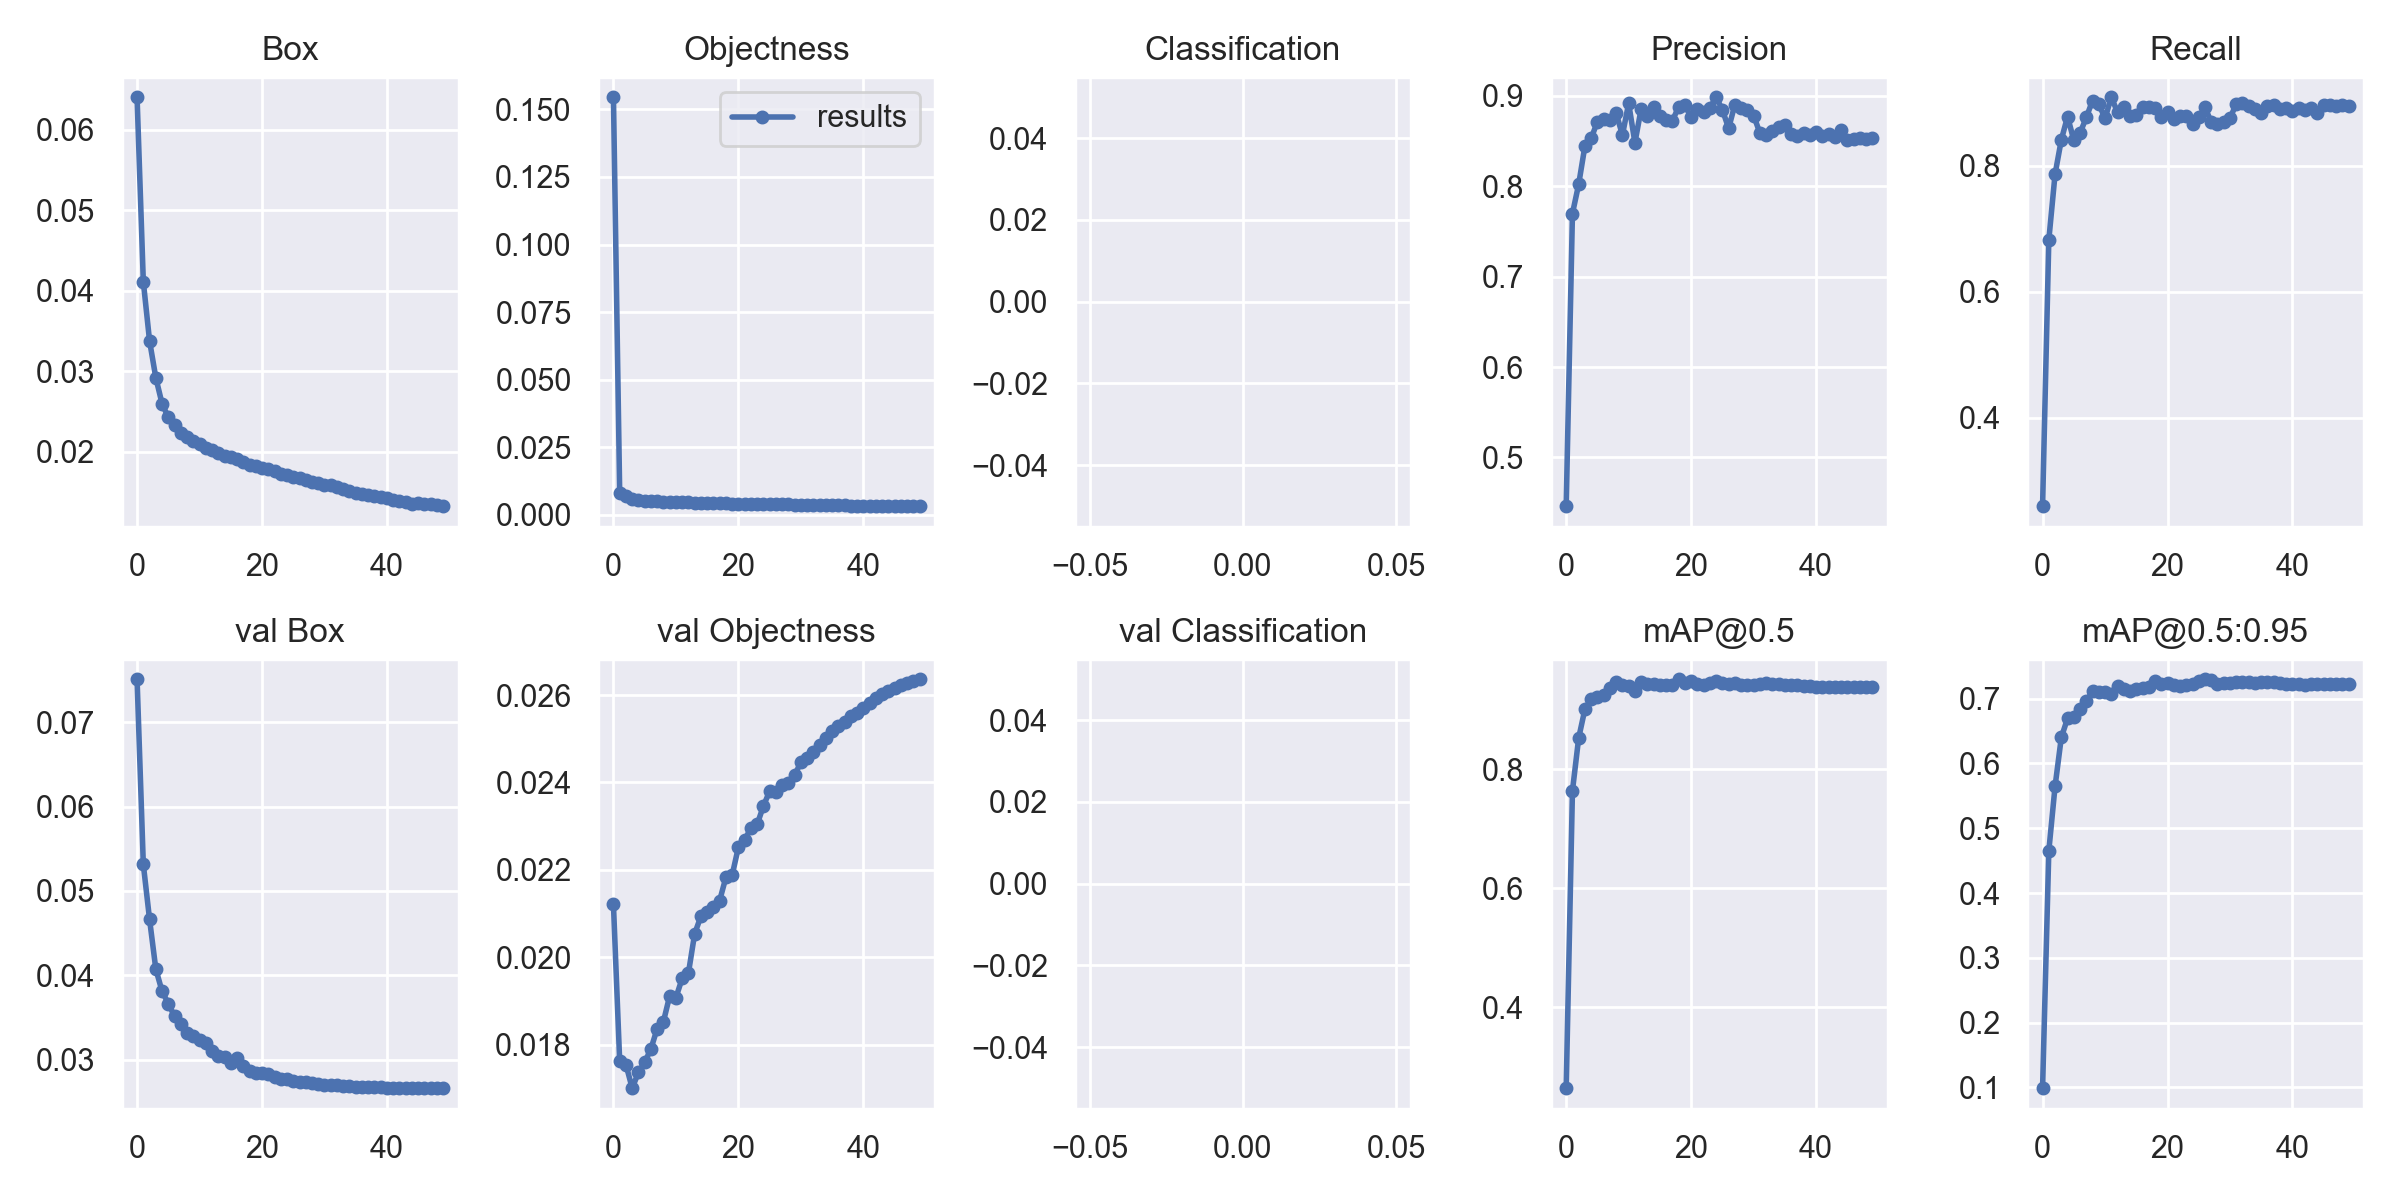 Box
0.06
0.05
0.04
0.03
0.02
0 20 40
Objectness
results
0.150
0.125
0.100
0.075
0.050
0.025
0.000
0 20 40
Classification
0.04
0.02
0.00
−0.02
−0.04
−0.05 0.00 0.05
Precision
0.9
0.8
0.7
0.6
0.5
0 20 40
Recall
0.8
0.6
0.4
0 20 40
val Box
0.07
0.06
0.05
0.04
0.03
0 20 40
val Objectness
0.026
0.024
0.022
0.020
0.018
0 20 40
val Classification
0.04
0.02
0.00
−0.02
−0.04
−0.05 0.00 0.05
mAP@0.5
0.8
0.6
0.4
0 20 40
mAP@0.5:0.95
0.7
0.6
0.5
0.4
0.3
0.2
0.1
0 20 40